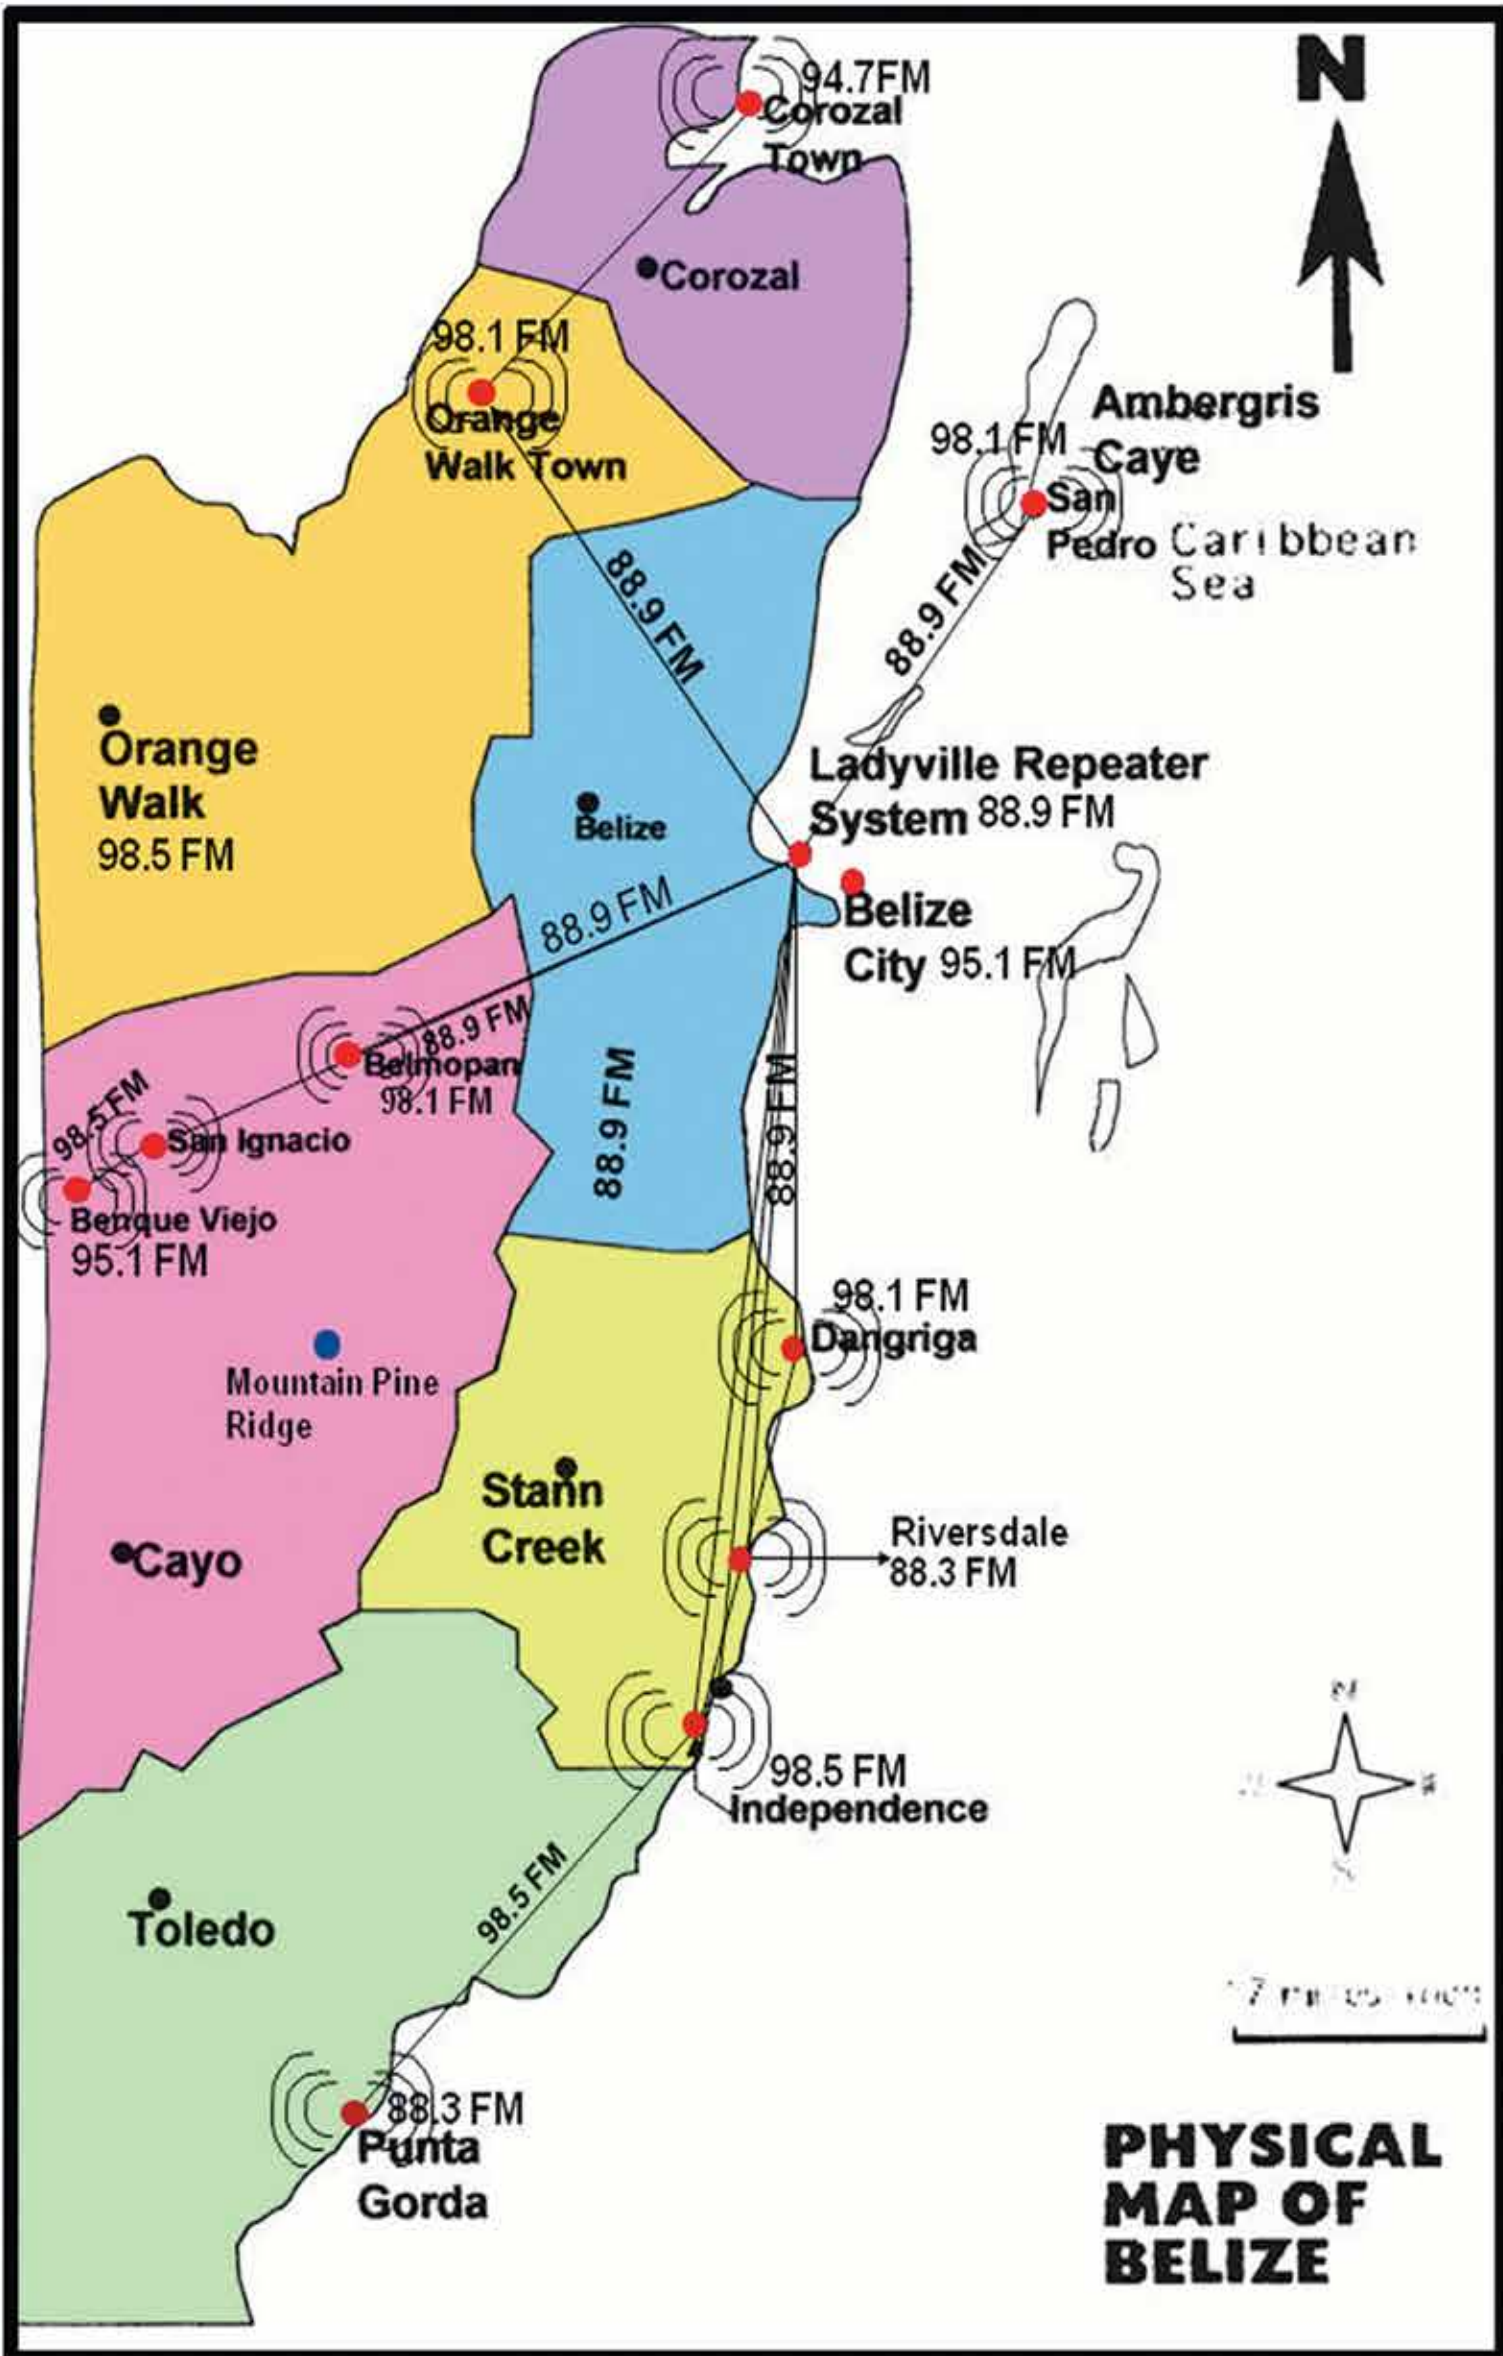 N
94.7FM
Corozal
Town
Corozal
98.1 FM
Orange
Walk Town
Ambergris
Caye
98.1 FM
San
Pedro
Caribbean
Sea
88.9 FM
88.9 FM
Orange
Walk
98.5 FM
Belize
Ladyville Repeater
System 88.9 FM
Belize
City 95.1 FM
88.9 FM
88.9 FM
Belmopan
98.1 FM
98.5 FM
San Ignacio
Benque Viejo
95.1 FM
88.9 FM
88.9 FM
98.1 FM
Dangriga
Mountain Pine
Ridge
Stann
Creek
Cayo
Riversdale
88.3 FM
98.5 FM
Independence
98.5 FM
Toledo
88.3 FM
Punta
Gorda
PHYSICAL
MAP OF
BELIZE